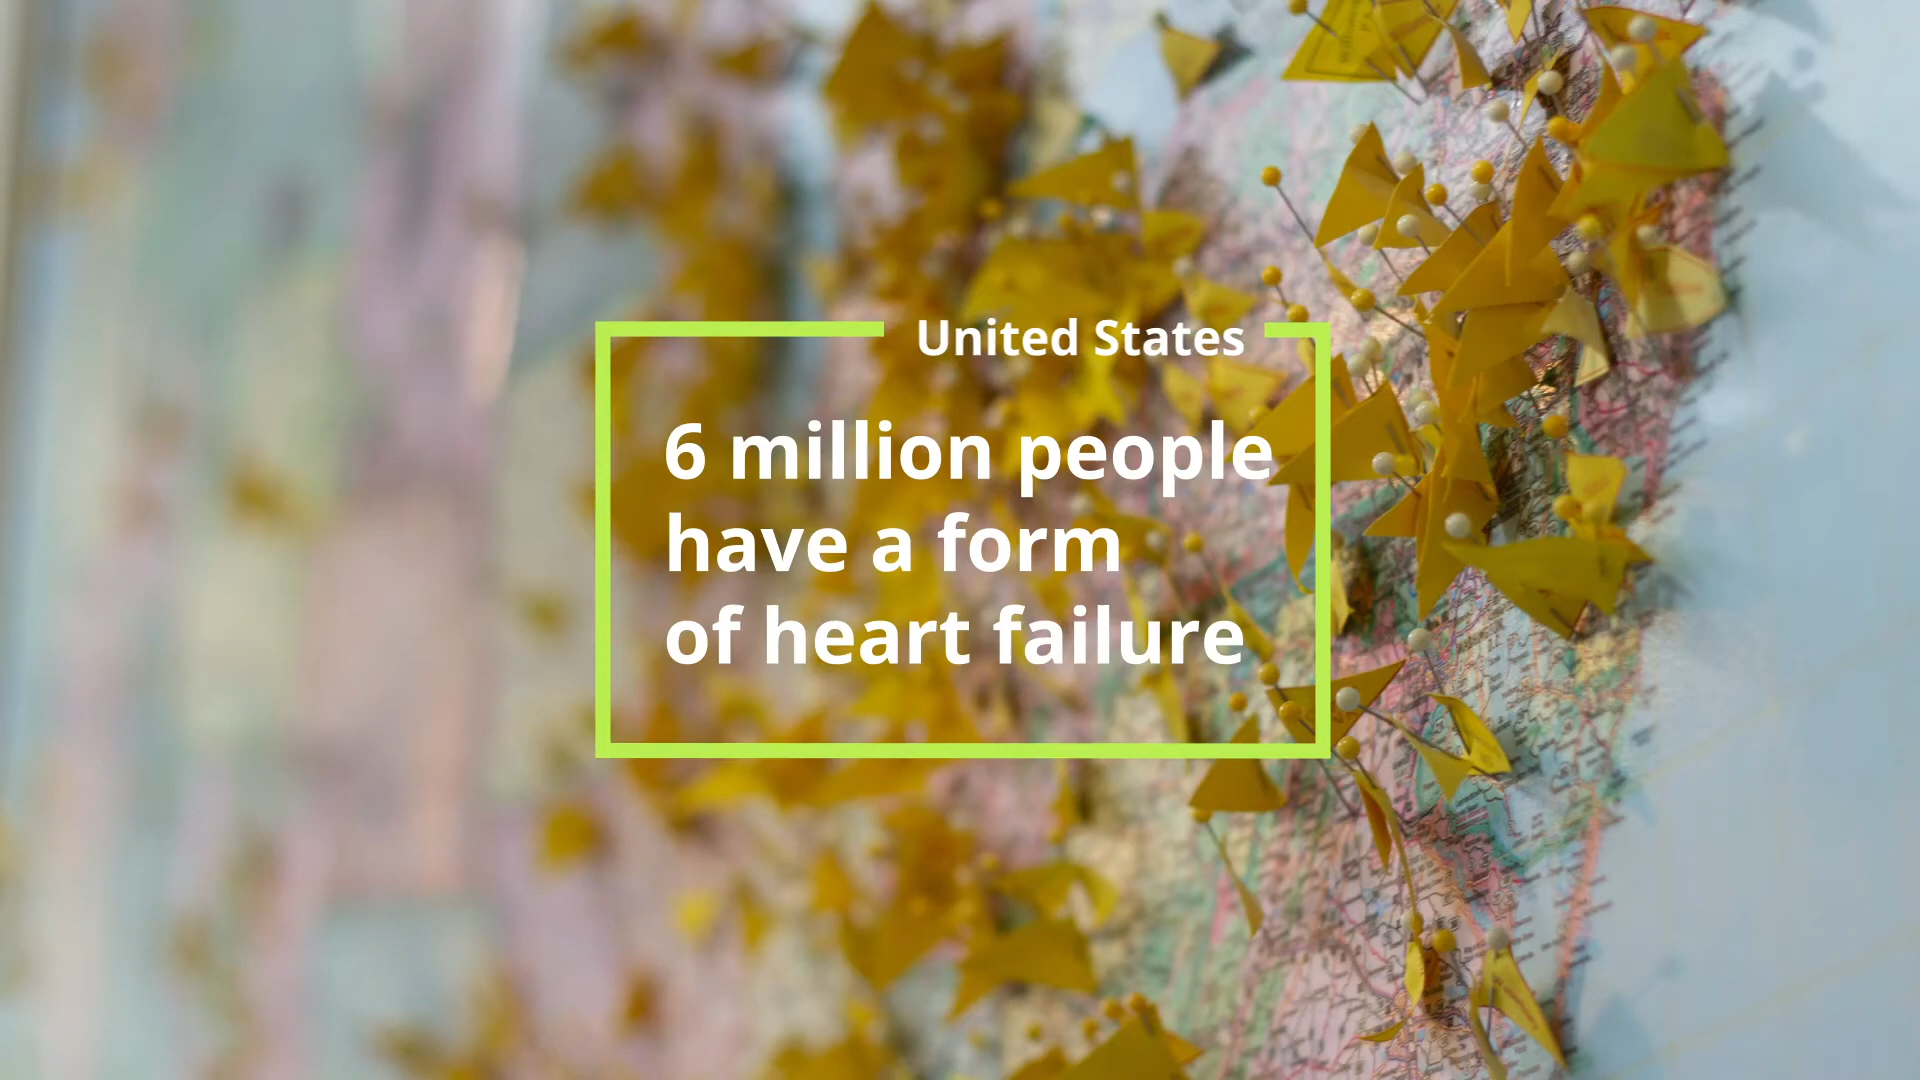 United States
6 million people
have a form
of heart failure